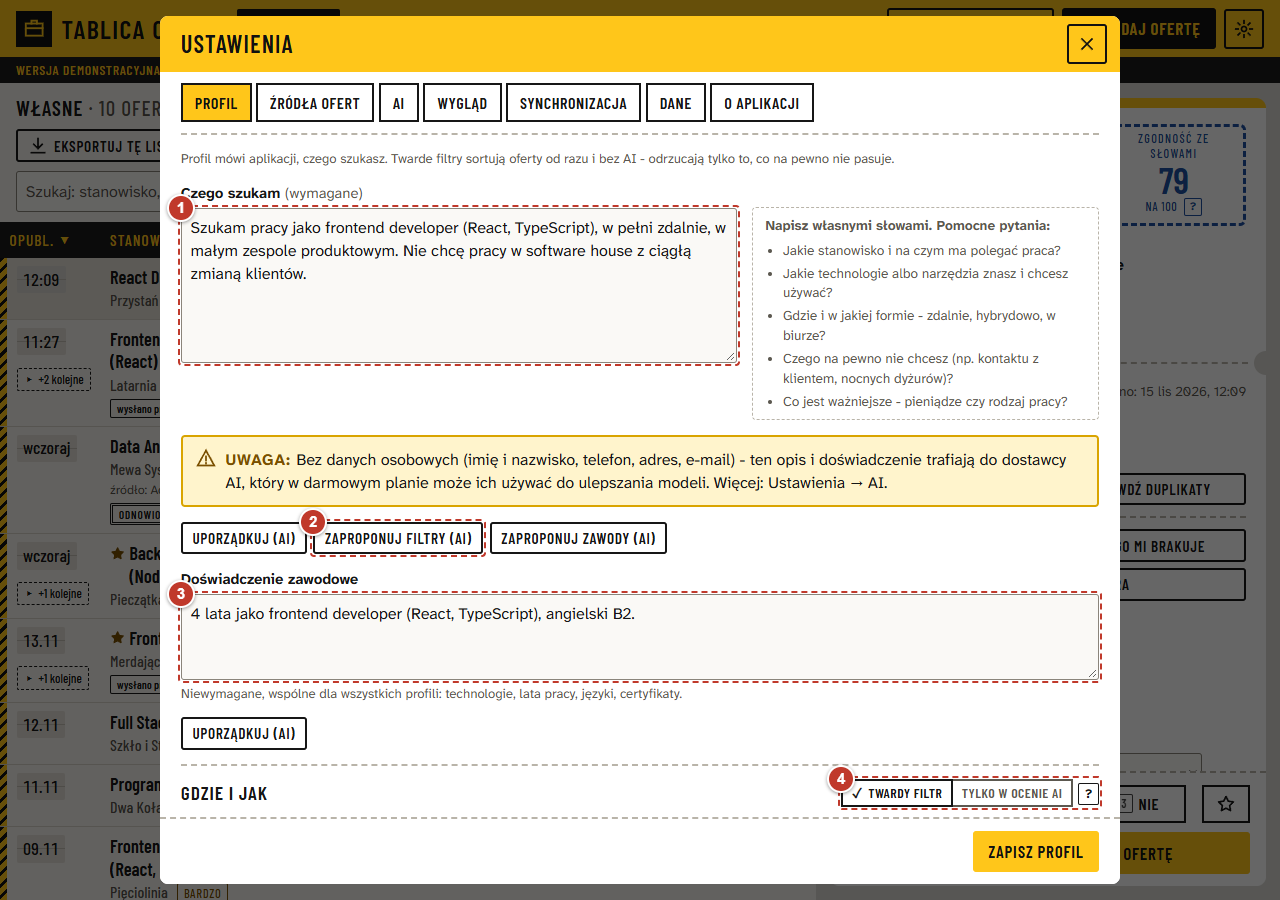 TABLICA
DAJ OFERTĘ
USTAWIENIA
WERSJA DEMONSTRACYJNA
WŁASNE · 10 OFER
EKSPORTUJ TĘ LIS
Szukaj: stanowisko,
OPUBL. ▼ STANOW
PROFIL
ŹRÓDŁA OFERT
AI
WYGLĄD
SYNCHRONIZACJA
DANE
O APLIKACJI
Profil mówi aplikacji, czego szukasz. Twarde filtry sortują oferty od razu i bez AI - odrzucają tylko to, co na pewno nie pasuje.
Czego szukam (wymagane)
1
Szukam pracy jako frontend developer (React, TypeScript), w pełni zdalnie, w
małym zespole produktowym. Nie chcę pracy w software house z ciągłą
zmianą klientów.
Napisz własnymi słowami. Pomocne pytania:
• Jakie stanowisko i na czym ma polegać praca?
• Jakie technologie albo narzędzia znasz i chcesz
używać?
• Gdzie i w jakiej formie - zdalnie, hybrydowo, w
biurze?
• Czego na pewno nie chcesz (np. kontaktu z
klientem, nocnych dyżurów)?
• Co jest ważniejsze - pieniądze czy rodzaj pracy?
UWAGA: Bez danych osobowych (imię i nazwisko, telefon, adres, e-mail) - ten opis i doświadczenie trafiają do dostawcy
AI, który w darmowym planie może ich używać do ulepszania modeli. Więcej: Ustawienia → AI.
UPORZĄDKUJ (AI)
2
ZAPROPONUJ FILTRY (AI)
ZAPROPONUJ ZAWODY (AI)
Doświadczenie zawodowe
3
4 lata jako frontend developer (React, TypeScript), angielski B2.
Niewymagane, wspólne dla wszystkich profili: technologie, lata pracy, języki, certyfikaty.
UPORZĄDKUJ (AI)
GDZIE I JAK
4
✓ TWARDY FILTR
TYLKO W OCENIE AI
?
ZAPISZ PROFIL
12:09 React D
Przystań
11:27 Fronten
(React)
▸ +2 kolejne
Latarnia
wysłano p
wczoraj Data An
Mewa Sys
źródło: Ad
ODNOWIO
wczoraj ★ Back
(Nod
▸ +1 kolejne
Pieczątka
13.11 ★ Front
Merdając
▸ +1 kolejne
wysłano p
12.11 Full Sta
Szkło i St
11.11 Program
Dwa Koła
09.11 Fronten
(React,
Pięciolinia BARDZO
ZGODNOŚĆ ZE
SŁOWAMI
79
NA 100 ?
no: 15 lis 2026, 12:09
WDŹ DUPLIKATY
GO MI BRAKUJE
RA
3 NIE
OFERTĘ